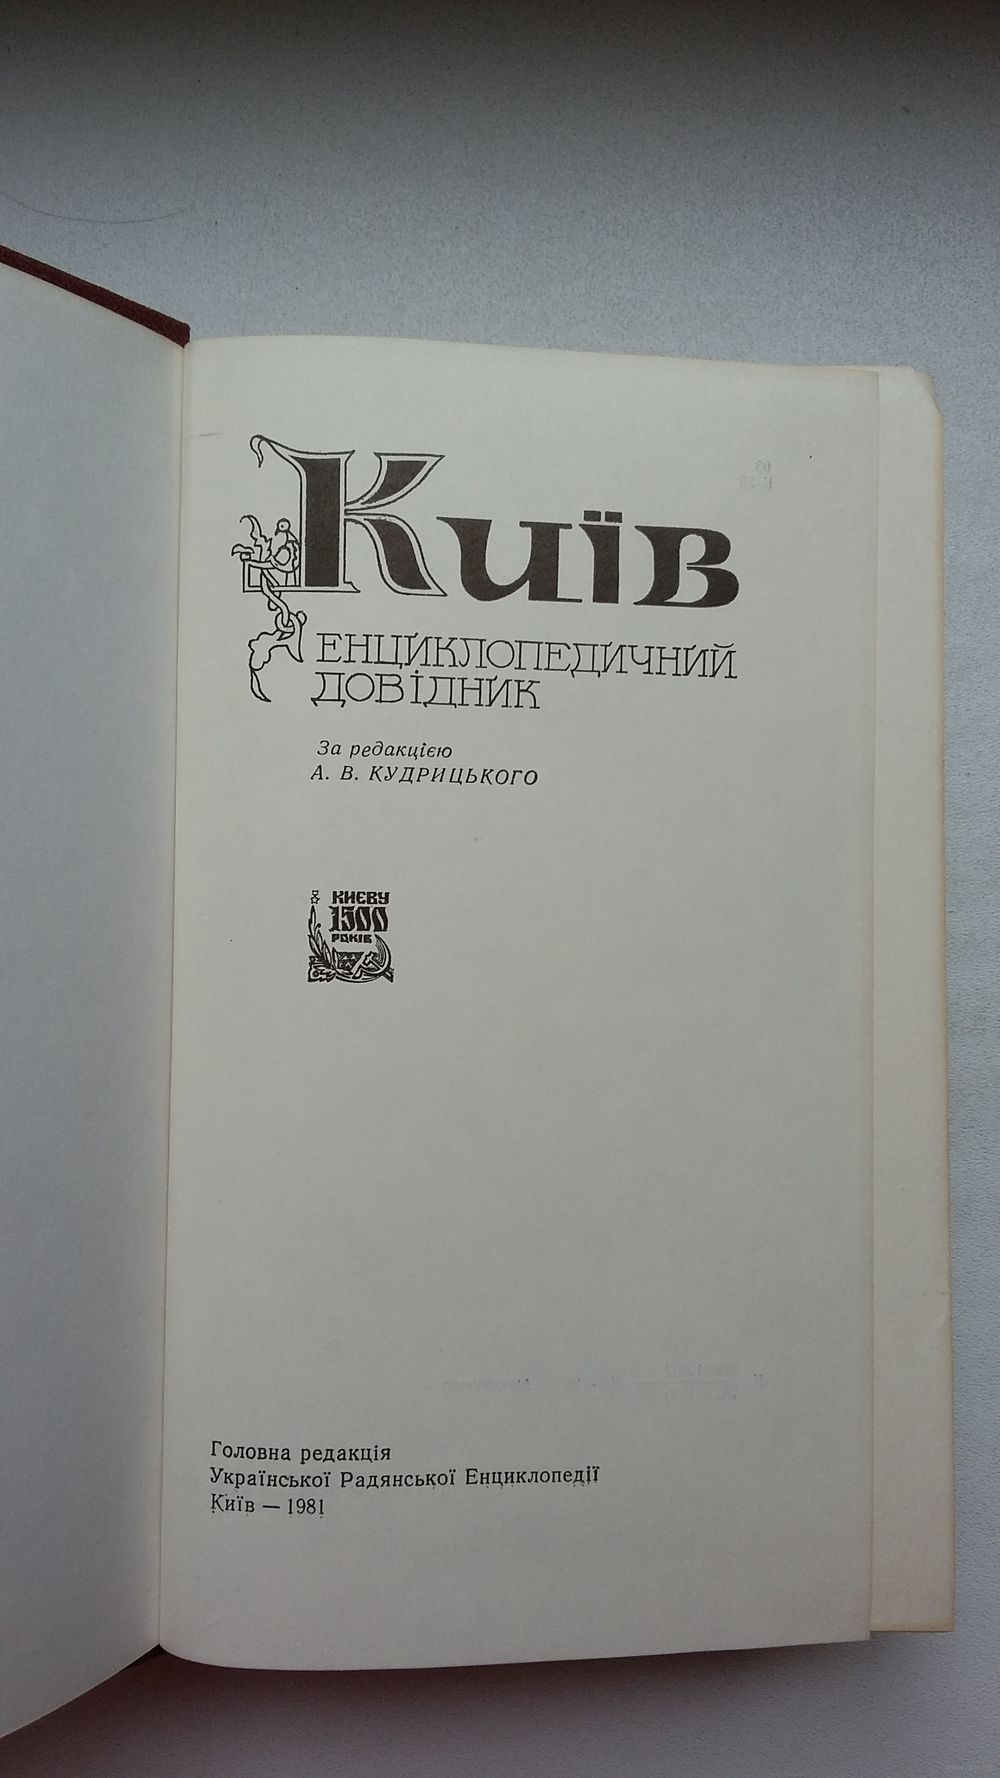 Київ
ЕНЦИКЛОПЕДИЧНИЙ
ДОВІДНИК
За редакцією
А. В. КУДРИЦЬКОГО
КИЄВУ
1500
РОКІВ
Головна редакція
Української Радянської Енциклопедії
Київ — 1981